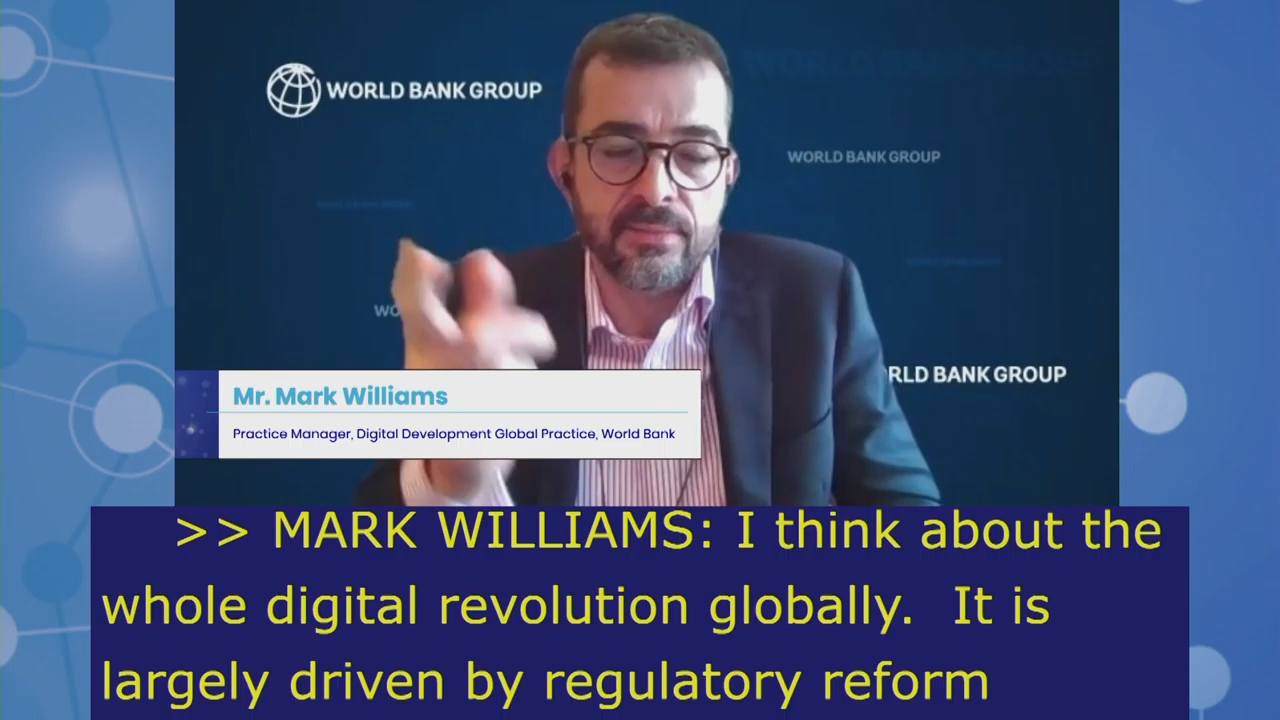 WORLD BANK GROUP
WORLD BANK GROUP
WO
RLD BANK GROUP
Mr. Mark Williams
Practice Manager, Digital Development Global Practice, World Bank
>> MARK WILLIAMS: I think about the
whole digital revolution globally. It is
largely driven by regulatory reform